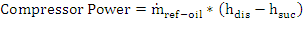 Compressor Power = ṁref−oil * (hdis − hsuc)